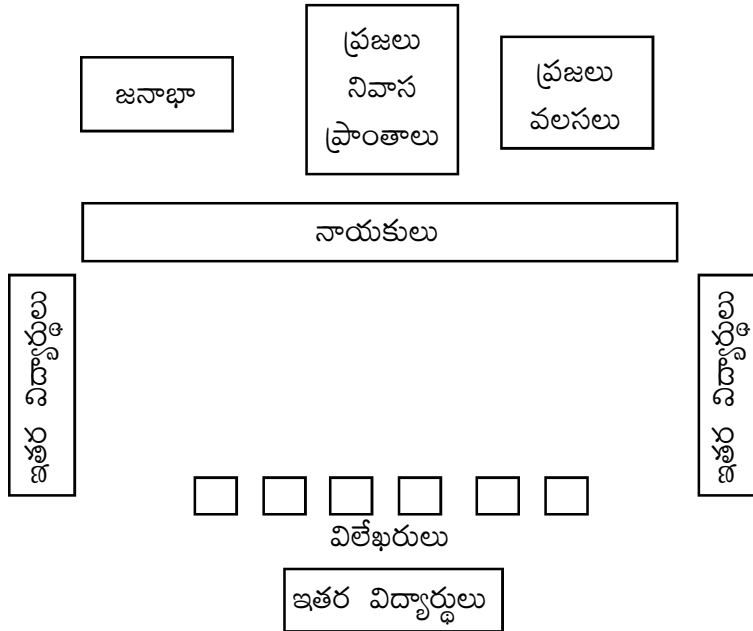 జనాభా
ప్రజలు
నివాస
ప్రాంతాలు
ప్రజలు
వలసలు
నాయకులు
ఇతర విద్యార్థులు
ఇతర విద్యార్థులు
విలేఖరులు
ఇతర విద్యార్థులు